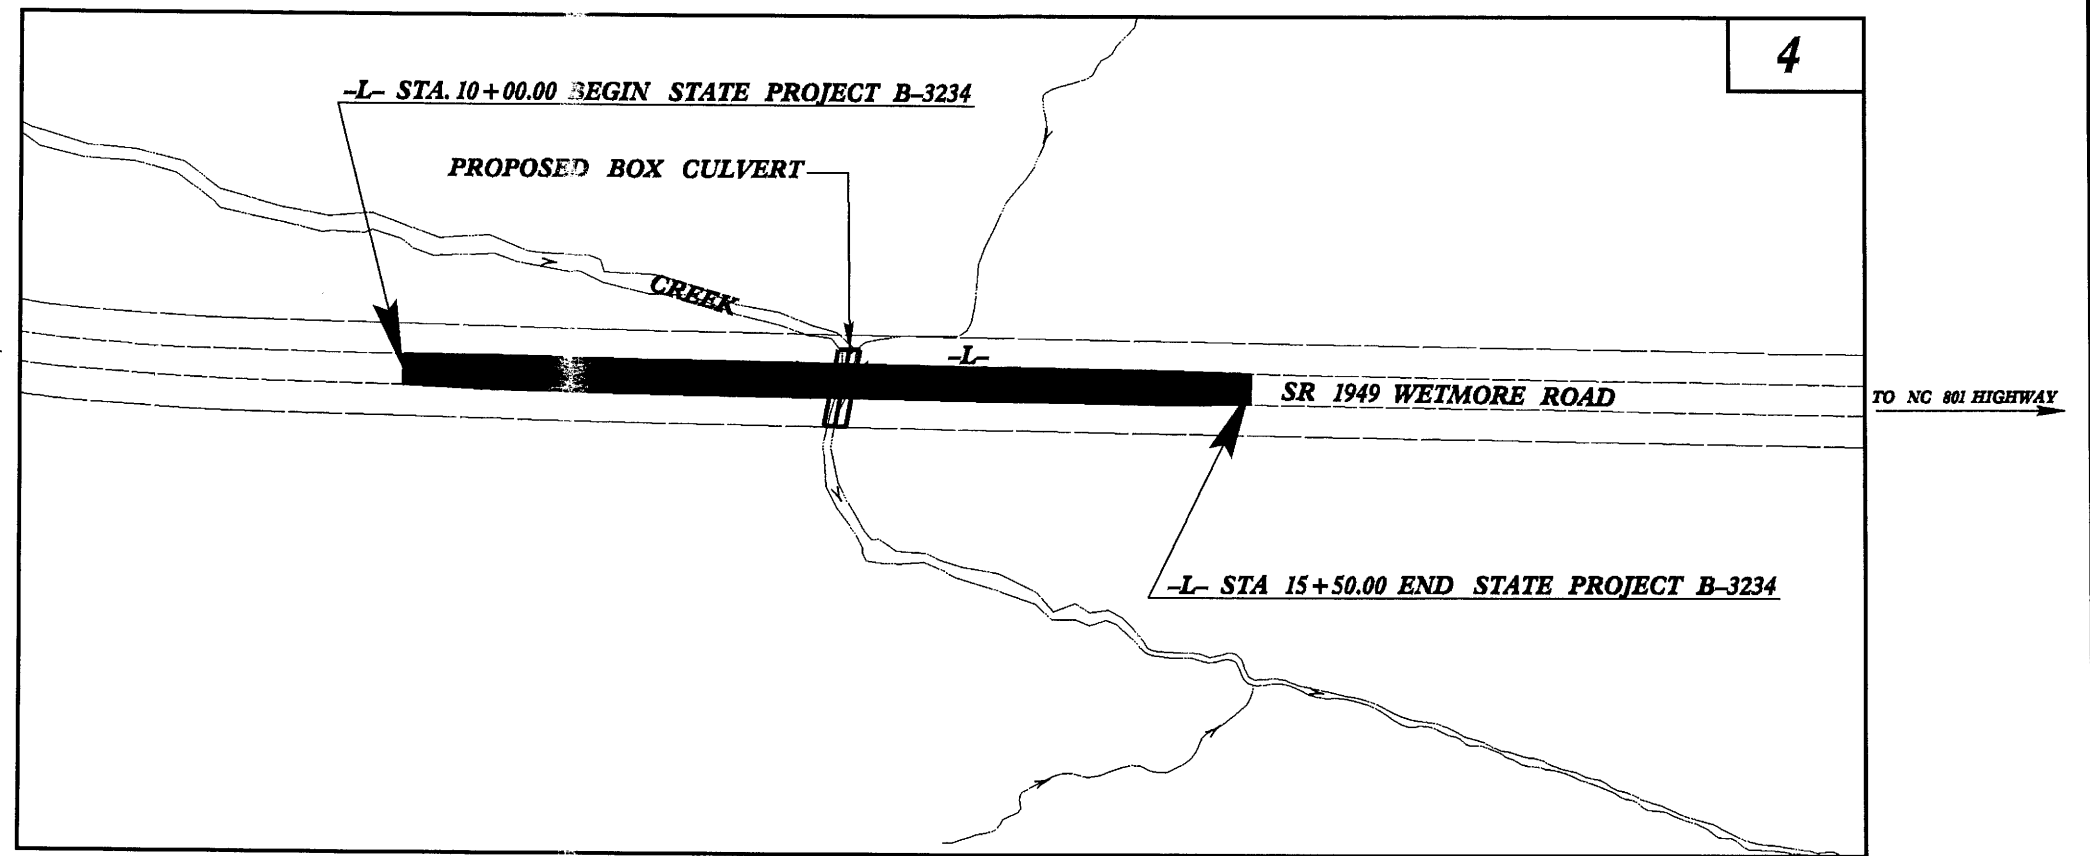 4
-L- STA. 10+00.00 BEGIN STATE PROJECT B-3234
PROPOSED BOX CULVERT
CREEK
-L-
SR 1949 WETMORE ROAD
TO NC 801 HIGHWAY
-L- STA 15+50.00 END STATE PROJECT B-3234